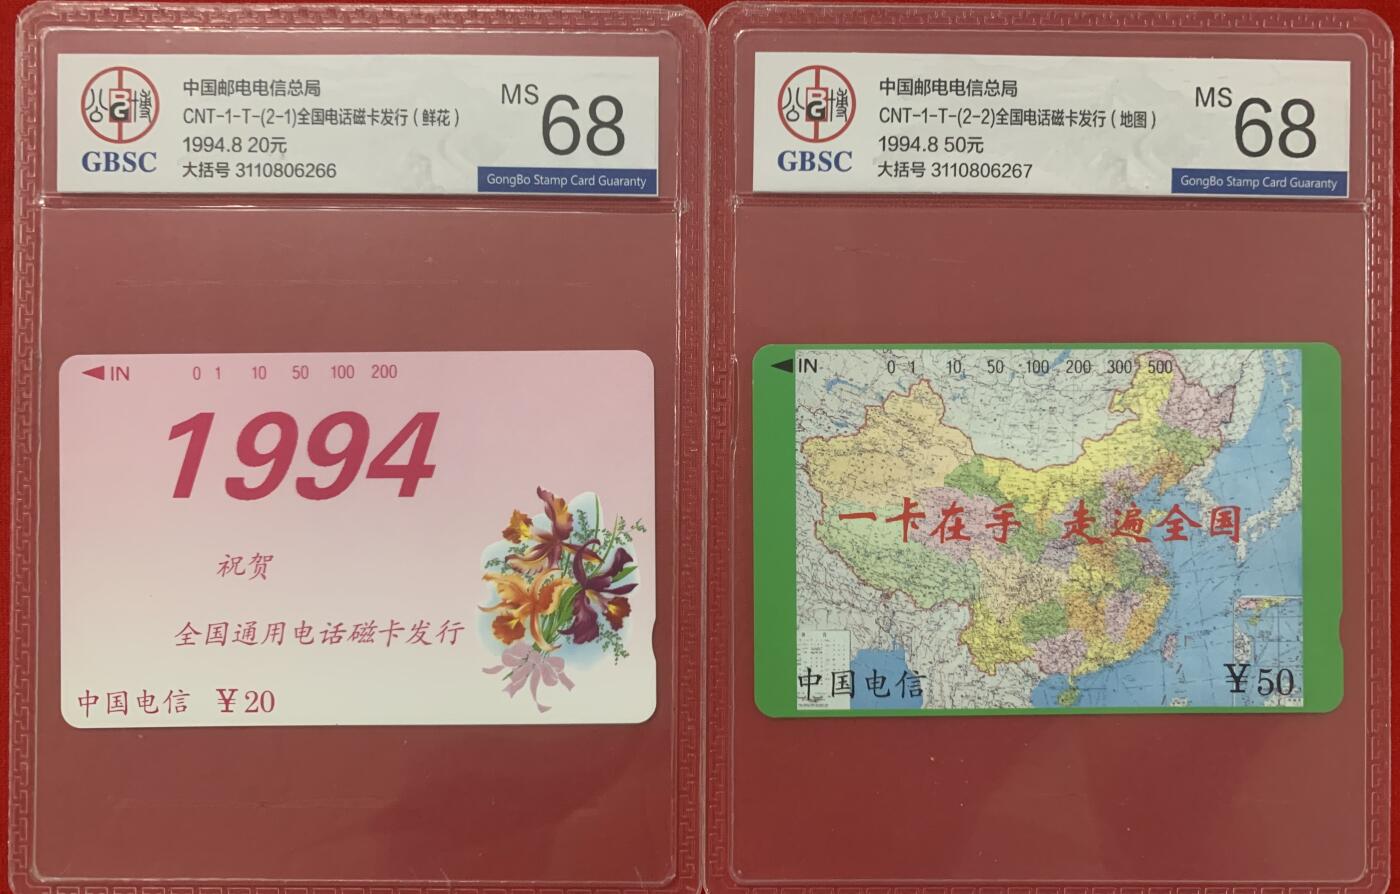 中国邮电电信总局
CNT-1-T-(2-1)全国电话磁卡发行（鲜花）
1994.8 20元
大括号 3110806266
公
BG
博
GBSC
MS 68
GongBo Stamp Card Guaranty
IN 0 1 10 50 100 200
1994
祝贺
全国通用电话磁卡发行
中国电信 ￥20
中国邮电电信总局
CNT-1-T-(2-2)全国电话磁卡发行（地图）
1994.8 50元
大括号 3110806267
公
BG
博
GBSC
MS 68
GongBo Stamp Card Guaranty
IN 0 1 10 50 100 200 300 500
一卡在手 走遍全国
中国电信 ￥50